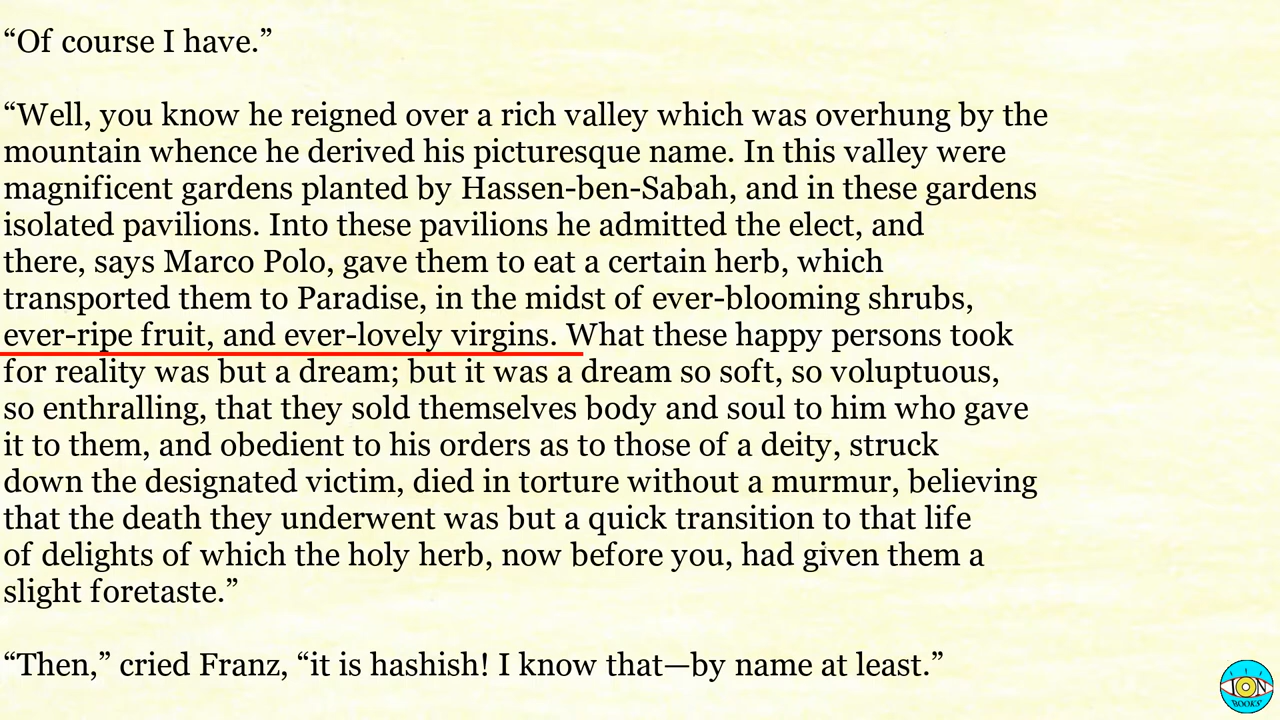 “Of course I have.”
“Well, you know he reigned over a rich valley which was overhung by the
mountain whence he derived his picturesque name. In this valley were
magnificent gardens planted by Hassen-ben-Sabah, and in these gardens
isolated pavilions. Into these pavilions he admitted the elect, and
there, says Marco Polo, gave them to eat a certain herb, which
transported them to Paradise, in the midst of ever-blooming shrubs,
ever-ripe fruit, and ever-lovely virgins. What these happy persons took
for reality was but a dream; but it was a dream so soft, so voluptuous,
so enthralling, that they sold themselves body and soul to him who gave
it to them, and obedient to his orders as to those of a deity, struck
down the designated victim, died in torture without a murmur, believing
that the death they underwent was but a quick transition to that life
of delights of which the holy herb, now before you, had given them a
slight foretaste.”
“Then,” cried Franz, “it is hashish! I know that—by name at least.”
ION
BOOKS